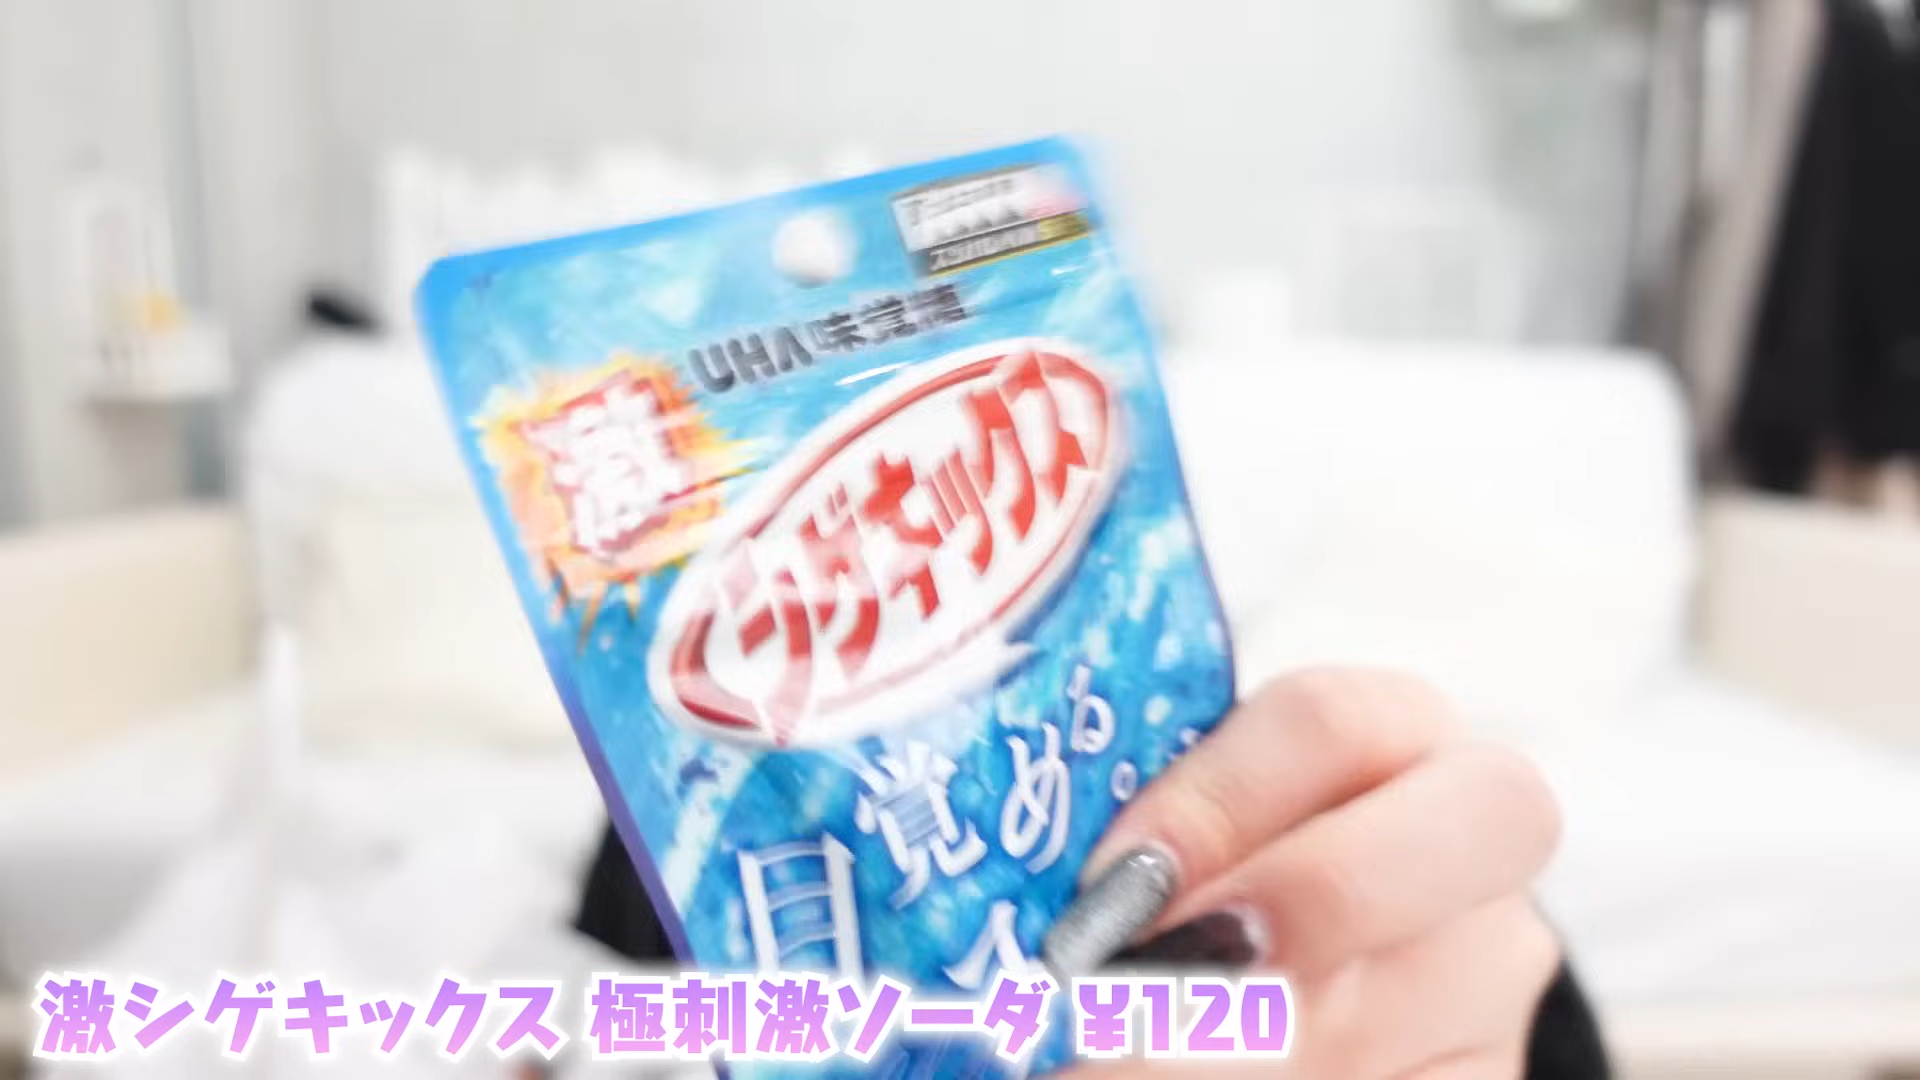 UHA味覚糖
激
シゲキックス
目覚める。
激シゲキックス 極刺激ソーダ ¥120